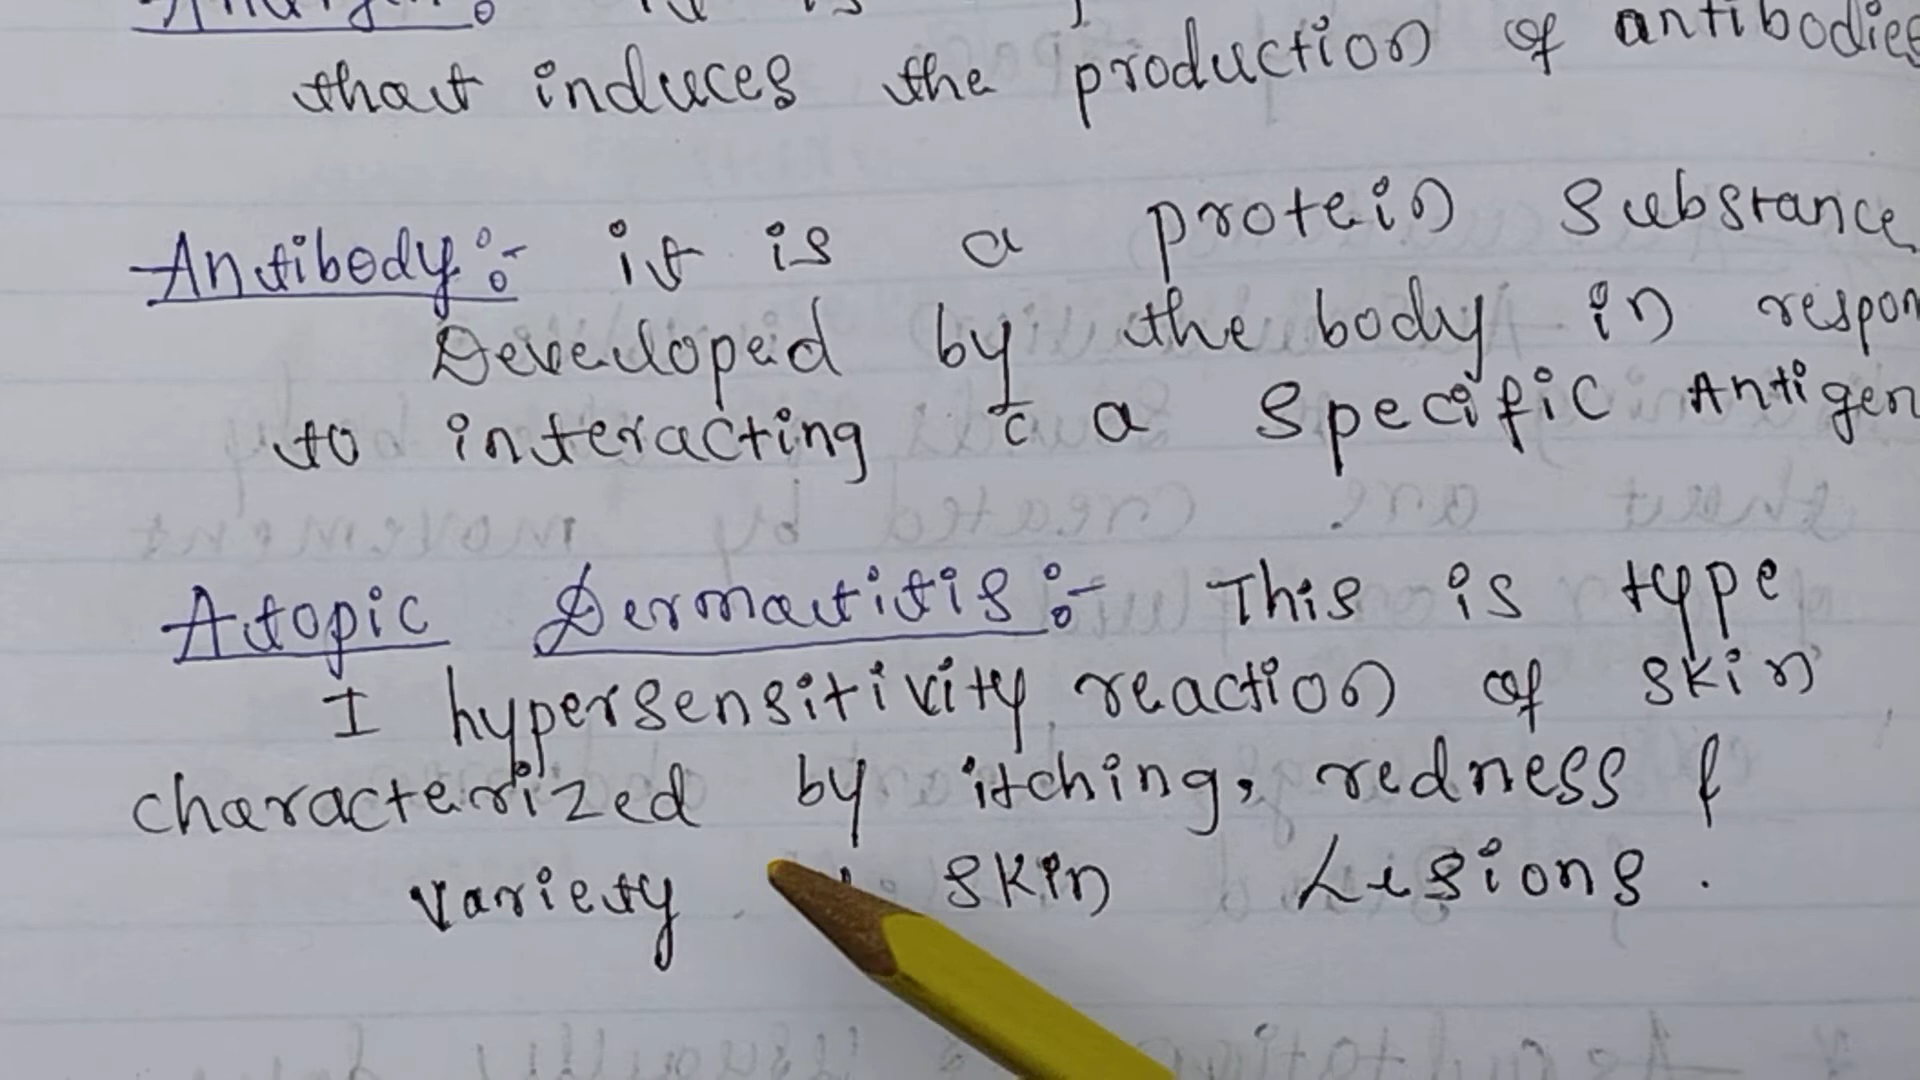 that induces the production of antibodies
Antibody:- it is a protein substance
Developed by the body in respon
to interacting c̄ a specific Antigen
Atopic Dermatitis:- This is type
I hypersensitivity reaction of skin
characterized by itching, redness &
variety skin Lesions.